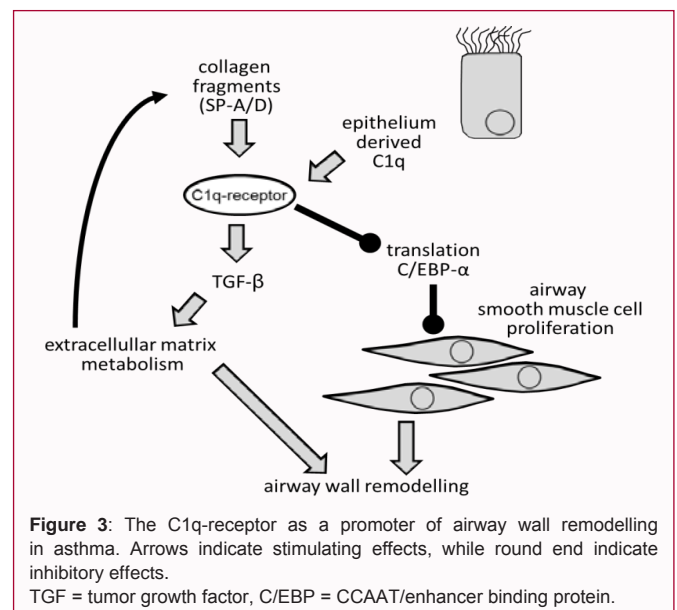 collagen
fragments
(SP-A/D)
epithelium
derived
C1q
C1q-receptor
translation
C/EBP-α
TGF-β
airway
smooth muscle cell
proliferation
extracellular matrix
metabolism
airway wall remodelling
Figure 3: The C1q-receptor as a promoter of airway wall remodelling
in asthma. Arrows indicate stimulating effects, while round end indicate
inhibitory effects.
TGF = tumor growth factor, C/EBP = CCAAT/enhancer binding protein.